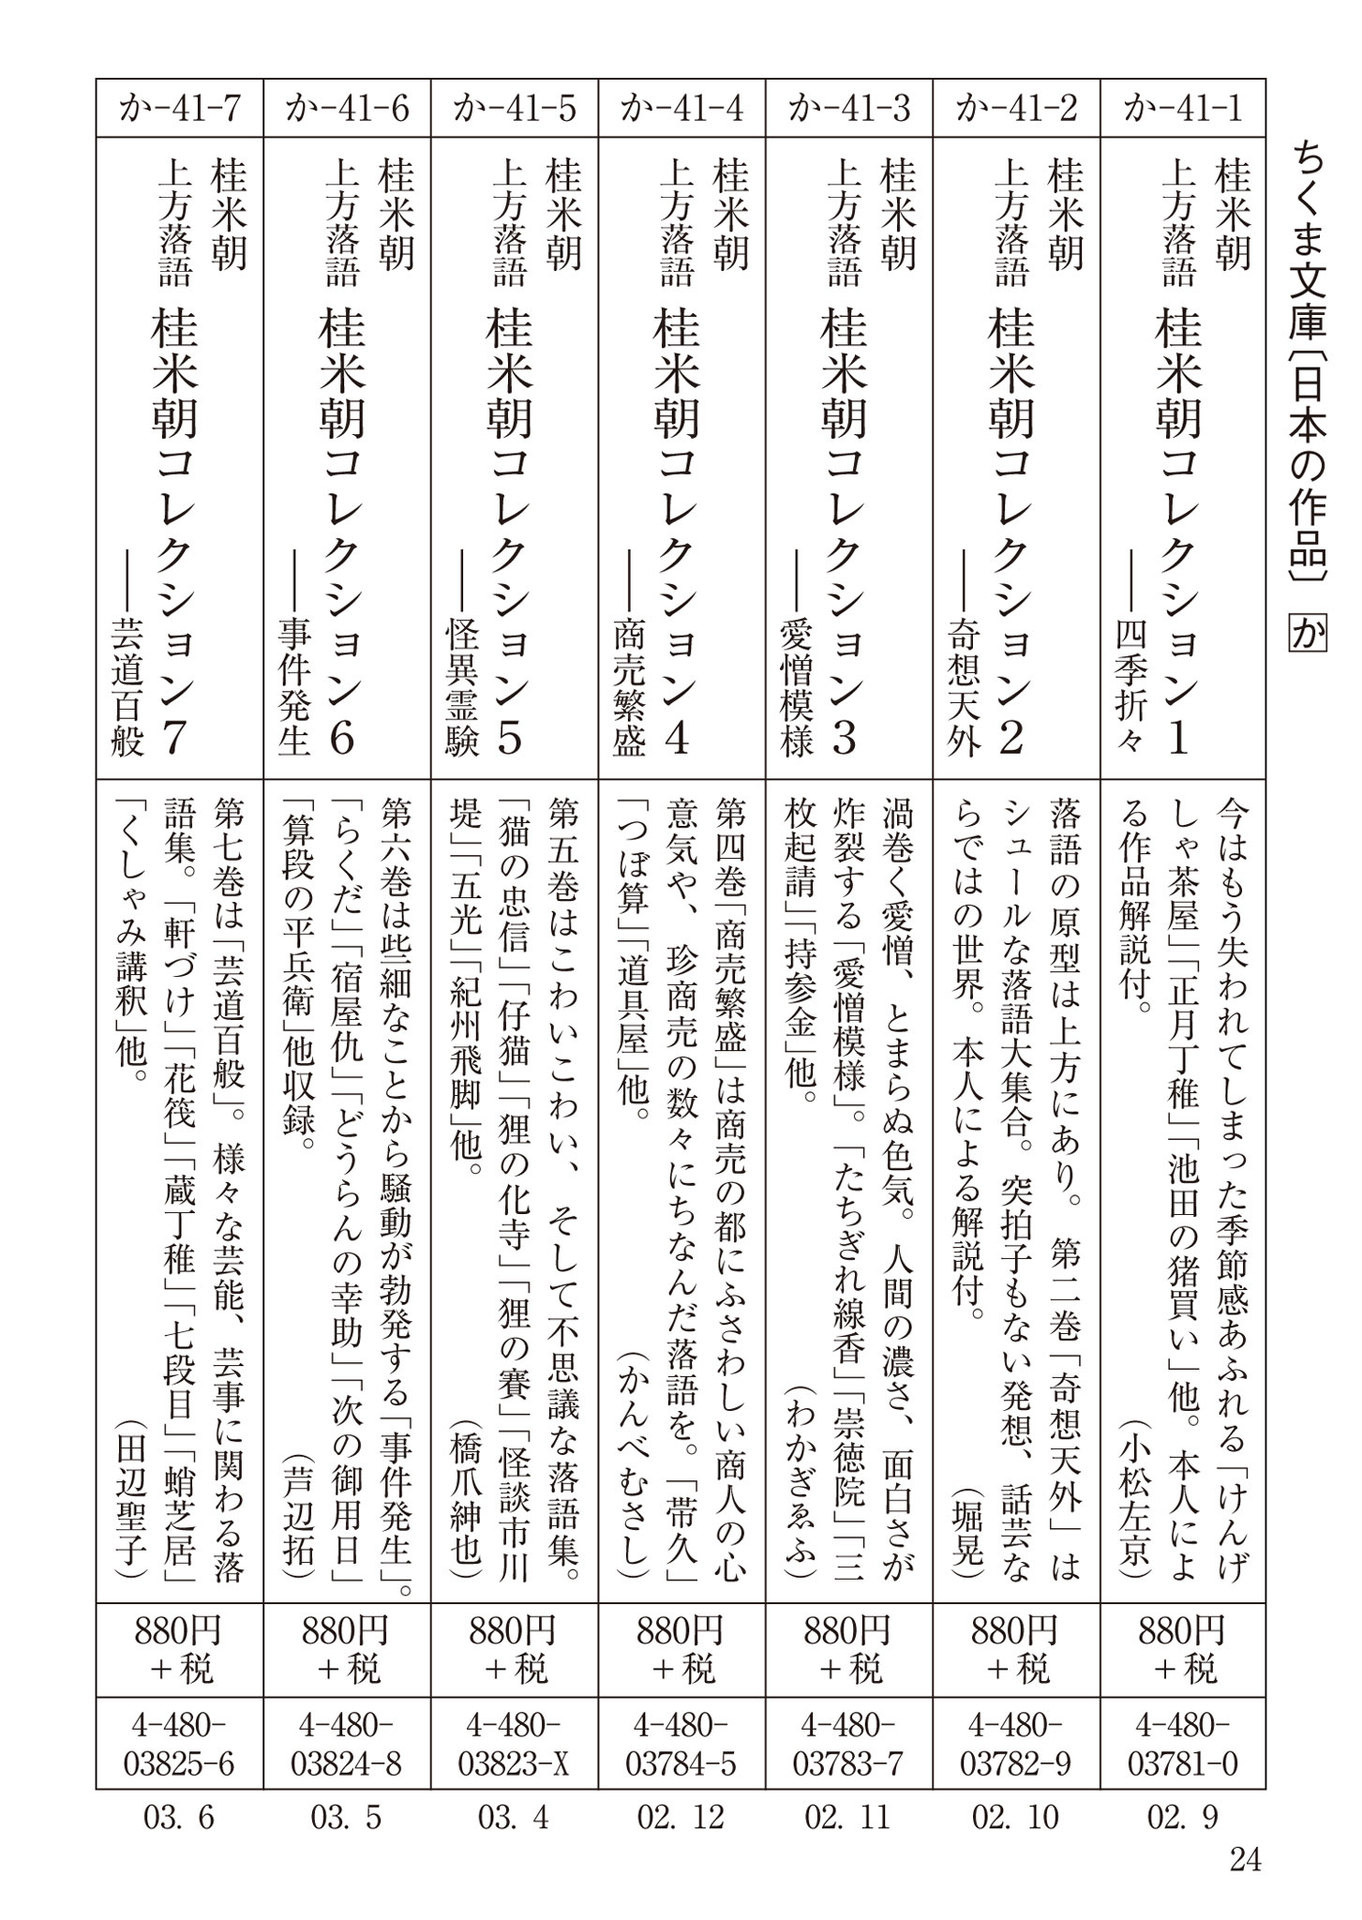 ちくま文庫〔日本の作品〕 か
か-41-1
桂米朝
上方落語 桂米朝コレクション1
――四季折々
今はもう失われてしまった季節感あふれる「けんげ
しゃ茶屋」「正月丁稚」「池田の猪買い」他。本人によ
る作品解説付。
(小松左京)
880円
+税
4-480-
03781-0
02. 9
か-41-2
桂米朝
上方落語 桂米朝コレクション2
――奇想天外
落語の原型は上方にあり。第二巻「奇想天外」は
シュールな落語大集合。突拍子もない発想、話芸な
らではの世界。本人による解説付。
(堀晃)
880円
+税
4-480-
03782-9
02. 10
か-41-3
桂米朝
上方落語 桂米朝コレクション3
――愛憎模様
渦巻く愛憎、とまらぬ色気。人間の濃さ、面白さが
炸裂する「愛憎模様」。「たちぎれ線香」「崇徳院」「三
枚起請」「持参金」他。
(わかぎゑふ)
880円
+税
4-480-
03783-7
02. 11
か-41-4
桂米朝
上方落語 桂米朝コレクション4
――商売繁盛
第四巻「商売繁盛」は商売の都にふさわしい商人の心
意気や、珍商売の数々にちなんだ落語を。「帯久」
「つぼ算」「道具屋」他。
(かんべむさし)
880円
+税
4-480-
03784-5
02. 12
か-41-5
桂米朝
上方落語 桂米朝コレクション5
――怪異霊験
第五巻はこわいこわい、そして不思議な落語集。
「猫の忠信」「仔猫」「狸の化寺」「狸の賽」「怪談市川
堤」「五光」「紀州飛脚」他。
(橋爪紳也)
880円
+税
4-480-
03823-X
03. 4
か-41-6
桂米朝
上方落語 桂米朝コレクション6
――事件発生
第六巻は些細なことから騒動が勃発する「事件発生」。
「らくだ」「宿屋仇」「どうらんの幸助」「次の御用日」
「算段の平兵衛」他収録。
(芦辺拓)
880円
+税
4-480-
03824-8
03. 5
か-41-7
桂米朝
上方落語 桂米朝コレクション7
――芸道百般
第七巻は「芸道百般」。様々な芸能、芸事に関わる落
語集。「軒づけ」「花筏」「蔵丁稚」「七段目」「蛸芝居」
「くしゃみ講釈」他。
(田辺聖子)
880円
+税
4-480-
03825-6
03. 6
24